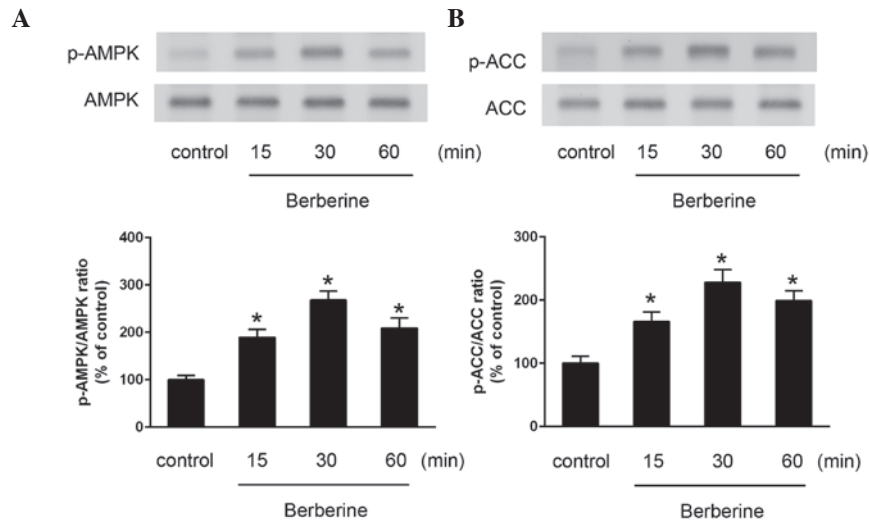 A
p-AMPK
AMPK
control 15 30 60 (min)
Berberine
400
300
200
100
0
p-AMPK/AMPK ratio
(% of control)
*
*
*
control 15 30 60 (min)
Berberine
B
p-ACC
ACC
control 15 30 60 (min)
Berberine
300
200
100
0
p-ACC/ACC ratio
(% of control)
*
*
*
control 15 30 60 (min)
Berberine